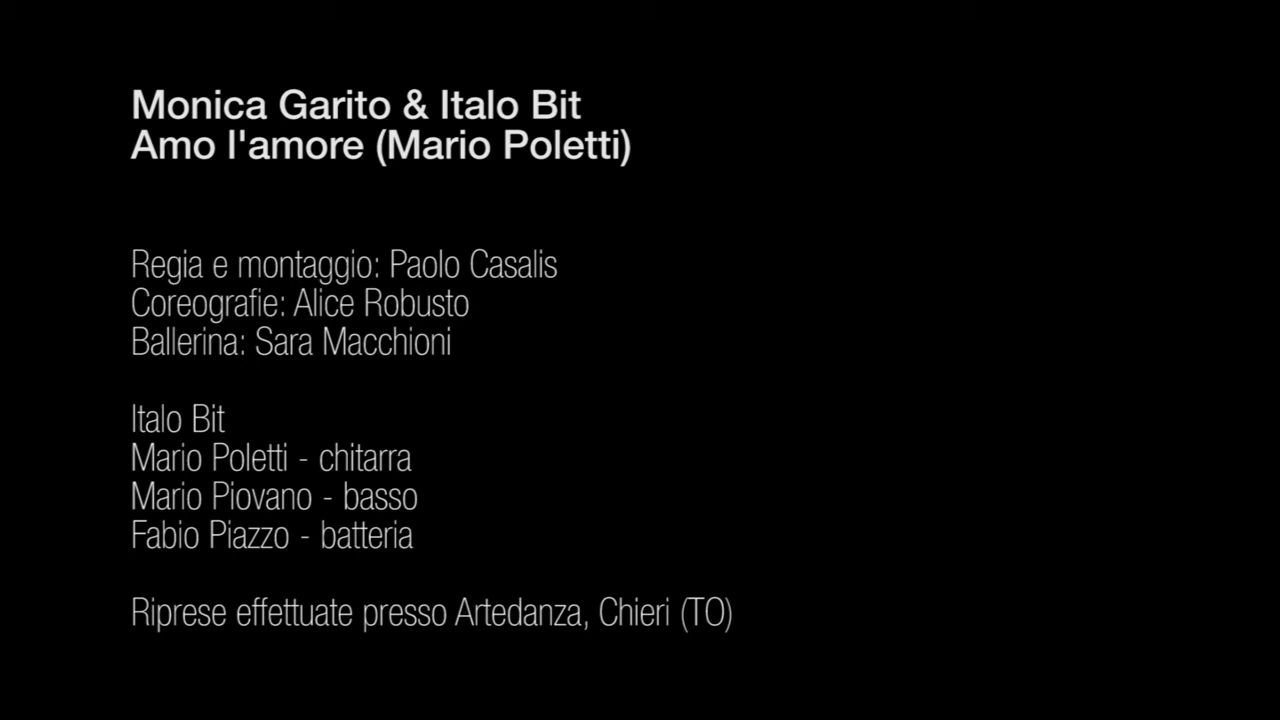 Monica Garito & Italo Bit
Amo l'amore (Mario Poletti)
Regia e montaggio: Paolo Casalis
Coreografie: Alice Robusto
Ballerina: Sara Macchioni
Italo Bit
Mario Poletti - chitarra
Mario Piovano - basso
Fabio Piazzo - batteria
Riprese effettuate presso Artedanza, Chieri (TO)